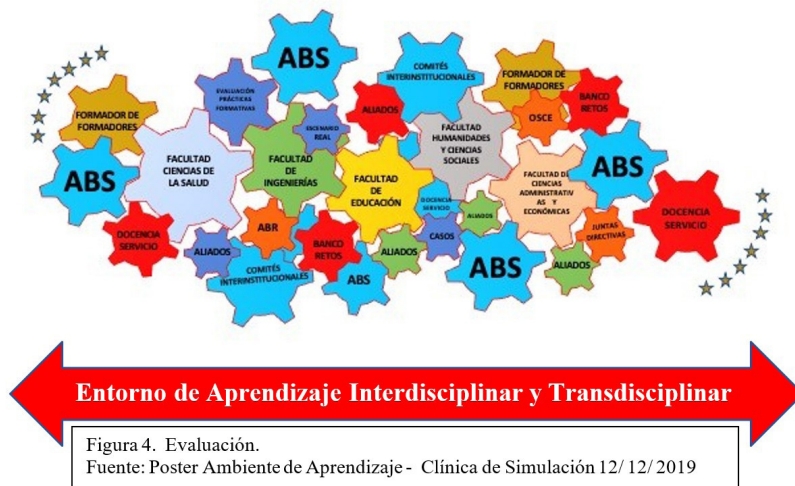 ABS
COMITÉS
INTERINSTITUCIONALES
FORMADOR DE
FORMADORES
EVALUACIÓN
PRÁCTICAS
FORMATIVAS
BANCO
RETOS
ALIADOS
FORMADOR DE
FORMADORES
OSCE
ESCENARIO
REAL
FACULTAD
HUMANIDADES
Y CIENCIAS
SOCIALES
FACULTAD
CIENCIAS DE
LA SALUD
FACULTAD
DE
INGENIERÍAS
ABS
ABS
FACULTAD
DE
EDUCACIÓN
FACULTAD DE
CIENCIAS
ADMINISTRATIV
AS Y
ECONÓMICAS
DOCENCIA
SERVICIO
DOCENCIA
SERVICIO
ALIADOS
ABR
DOCENCIA
SERVICIO
JUNTAS
DIRECTIVAS
ALIADOS
BANCO
RETOS
ALIADOS
CASOS
COMITÉS
INTERINSTITUCIONALES
ABS
ABS
ALIADOS
Entorno de Aprendizaje Interdisciplinar y Transdisciplinar
Figura 4. Evaluación.
Fuente: Poster Ambiente de Aprendizaje - Clínica de Simulación 12/ 12/ 2019